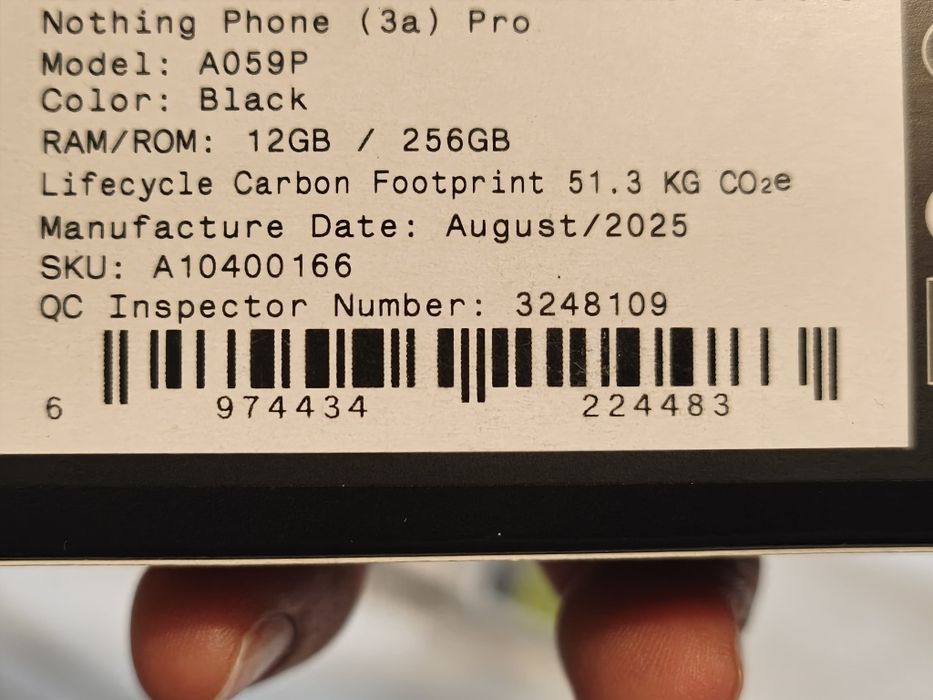 Nothing Phone (3a) Pro
Model: A059P
Color: Black
RAM/ROM: 12GB / 256GB
Lifecycle Carbon Footprint 51.3 KG CO₂e
Manufacture Date: August/2025
SKU: A10400166
QC Inspector Number: 3248109
6 974434 224483